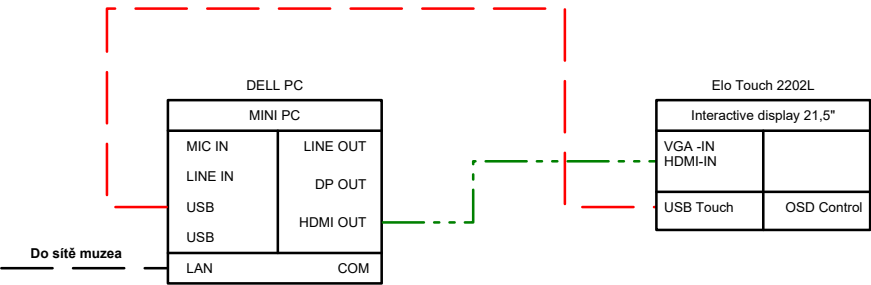 DELL PC
MINI PC
MIC IN
LINE OUT
LINE IN
DP OUT
USB
HDMI OUT
USB
Do sítě muzea
LAN
COM
Elo Touch 2202L
Interactive display 21,5"
VGA -IN
HDMI-IN
USB Touch
OSD Control